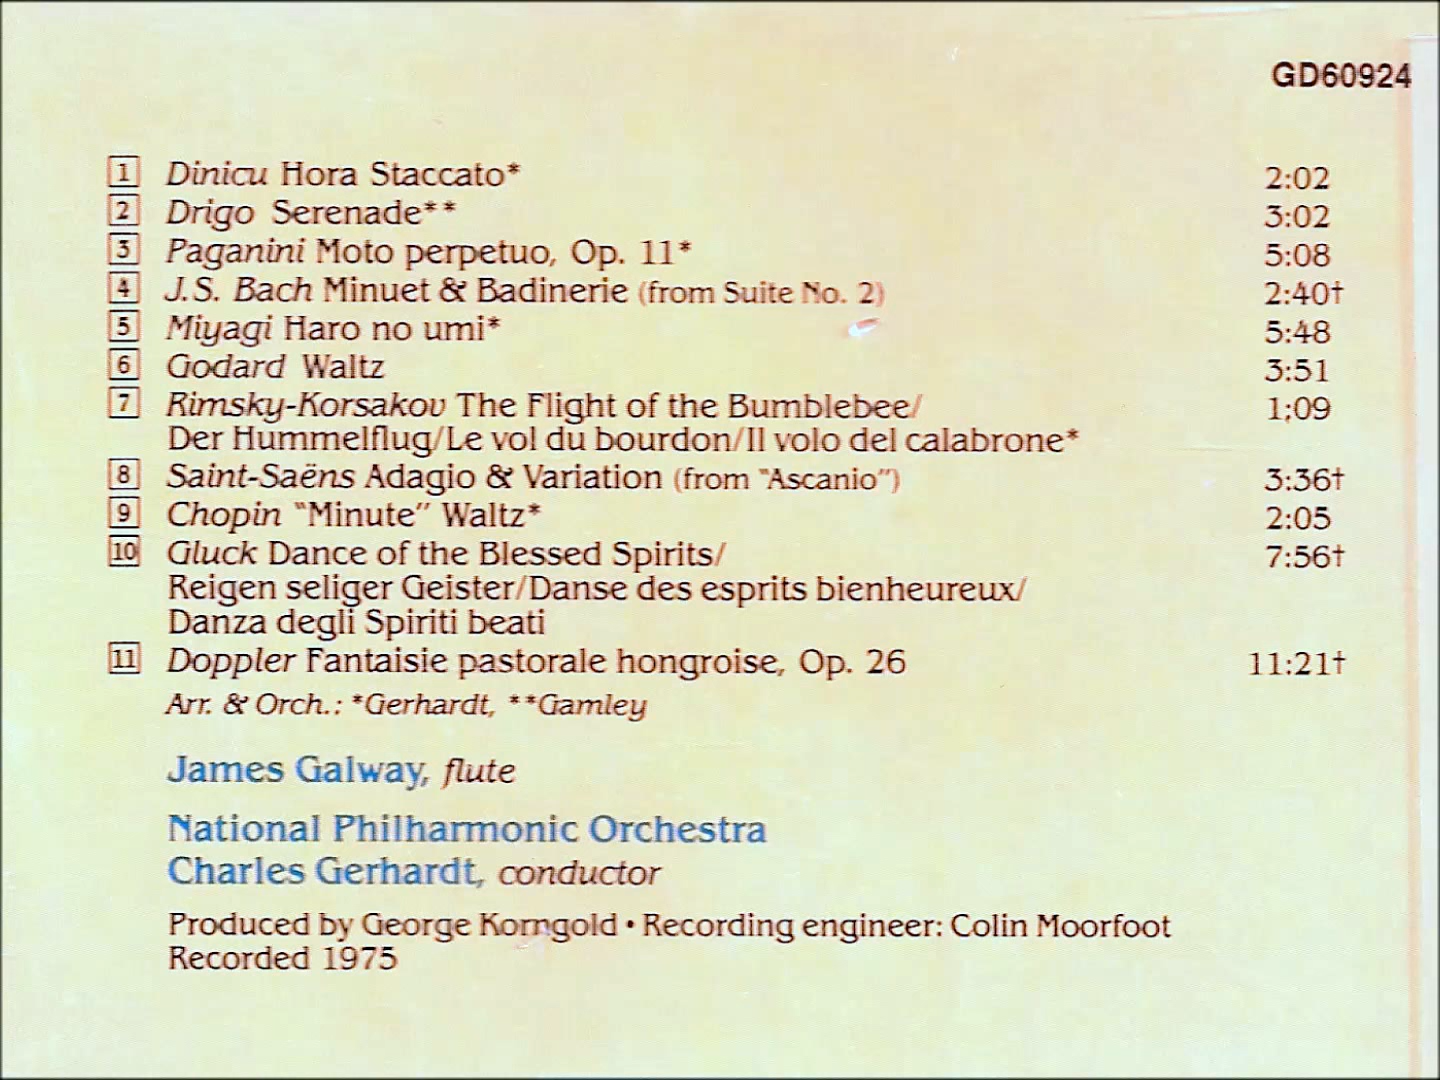 GD60924
1 Dinicu Hora Staccato* 2:02
2 Drigo Serenade** 3:02
3 Paganini Moto perpetuo, Op. 11* 5:08
4 J.S. Bach Minuet & Badinerie (from Suite No. 2) 2:40†
5 Miyagi Haro no umi* 5:48
6 Godard Waltz 3:51
7 Rimsky-Korsakov The Flight of the Bumblebee/ 1;09
Der Hummelflug/Le vol du bourdon/Il volo del calabrone*
8 Saint-Saëns Adagio & Variation (from "Ascanio") 3:36†
9 Chopin "Minute" Waltz* 2:05
10 Gluck Dance of the Blessed Spirits/ 7:56†
Reigen seliger Geister/Danse des esprits bienheureux/
Danza degli Spiriti beati
11 Doppler Fantaisie pastorale hongroise, Op. 26 11:21†
Arr. & Orch.: *Gerhardt, **Gamley
James Galway, flute
National Philharmonic Orchestra
Charles Gerhardt, conductor
Produced by George Korngold • Recording engineer: Colin Moorfoot
Recorded 1975